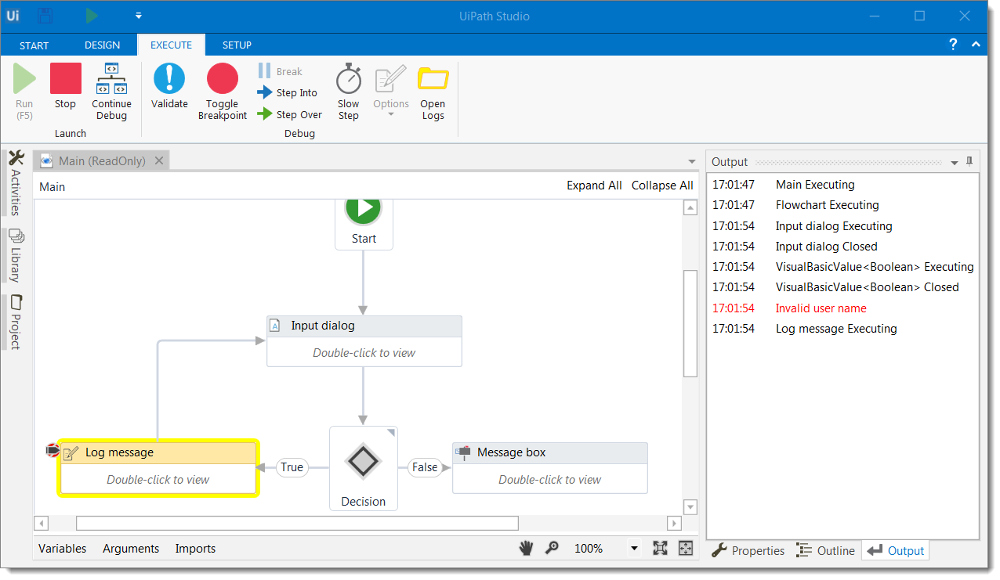 Ui
UiPath Studio
START DESIGN EXECUTE SETUP ?
Run
(F5)
Stop
Continue
Debug
Launch
Validate
Toggle
Breakpoint
Break
Step Into
Step Over
Slow
Step
Options
Open
Logs
Debug
Activities
Library
Project
Main (ReadOnly)
Main Expand All Collapse All
Start
Input dialog
Double-click to view
Log message
Double-click to view
True
Decision
False
Message box
Double-click to view
Variables Arguments Imports 100%
Output
17:01:47 Main Executing
17:01:47 Flowchart Executing
17:01:54 Input dialog Executing
17:01:54 Input dialog Closed
17:01:54 VisualBasicValue<Boolean> Executing
17:01:54 VisualBasicValue<Boolean> Closed
17:01:54 Invalid user name
17:01:54 Log message Executing
Properties Outline Output